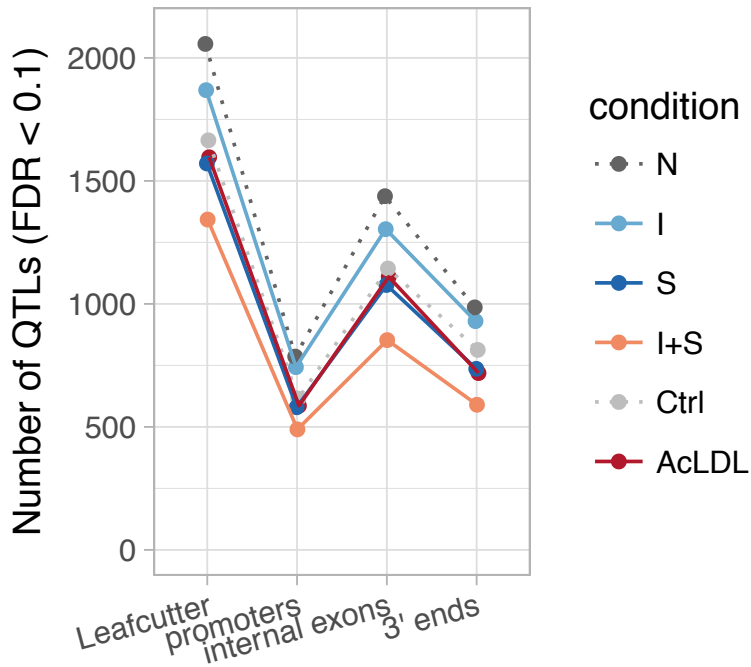 Number of QTLs (FDR < 0.1)
2000
1500
1000
500
0
Leafcutter
promoters
internal exons
3' ends
condition
N
I
S
I+S
Ctrl
AcLDL